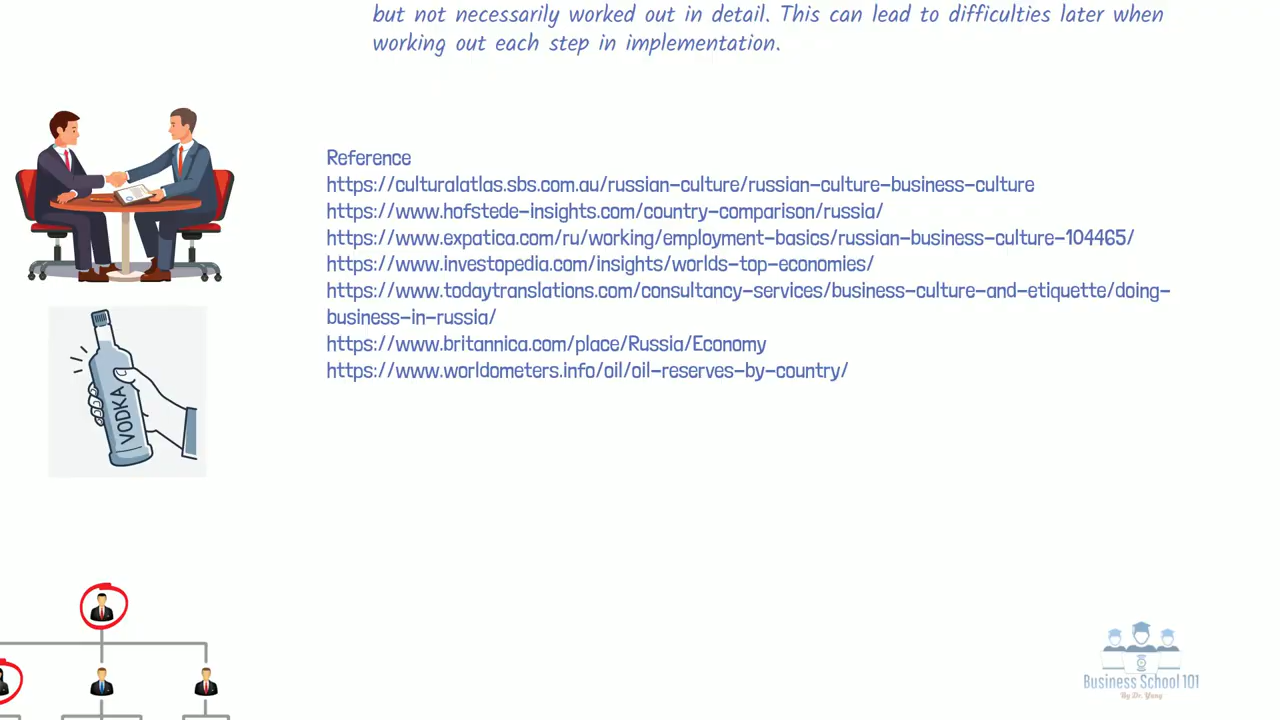 but not necessarily worked out in detail. This can lead to difficulties later when
working out each step in implementation.
Reference
https://culturalatlas.sbs.com.au/russian-culture/russian-culture-business-culture
https://www.hofstede-insights.com/country-comparison/russia/
https://www.expatica.com/ru/working/employment-basics/russian-business-culture-104465/
https://www.investopedia.com/insights/worlds-top-economies/
https://www.todaytranslations.com/consultancy-services/business-culture-and-etiquette/doing-
business-in-russia/
https://www.britannica.com/place/Russia/Economy
https://www.worldometers.info/oil/oil-reserves-by-country/
VODKA
Business School 101
By Dr. Yang